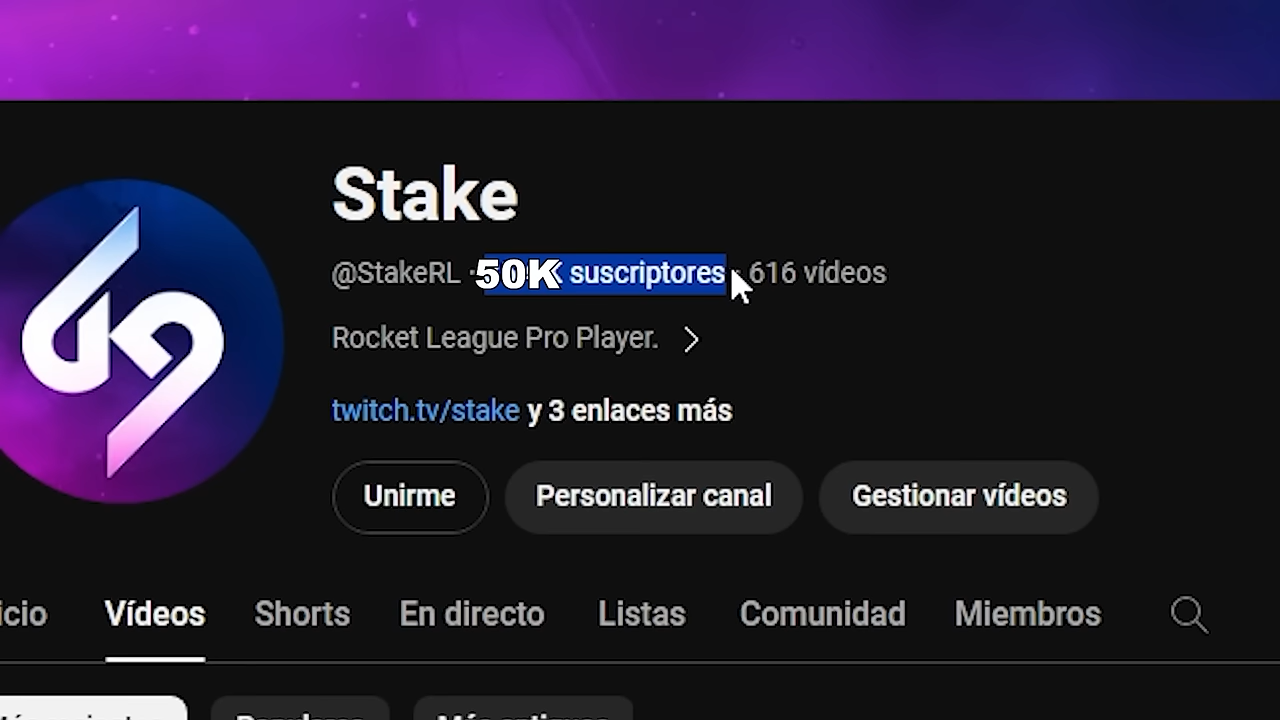 Stake
@StakeRL · 50K suscriptores · 616 vídeos
Rocket League Pro Player.
twitch.tv/stake y 3 enlaces más
Unirme Personalizar canal Gestionar vídeos
icio Vídeos Shorts En directo Listas Comunidad Miembros